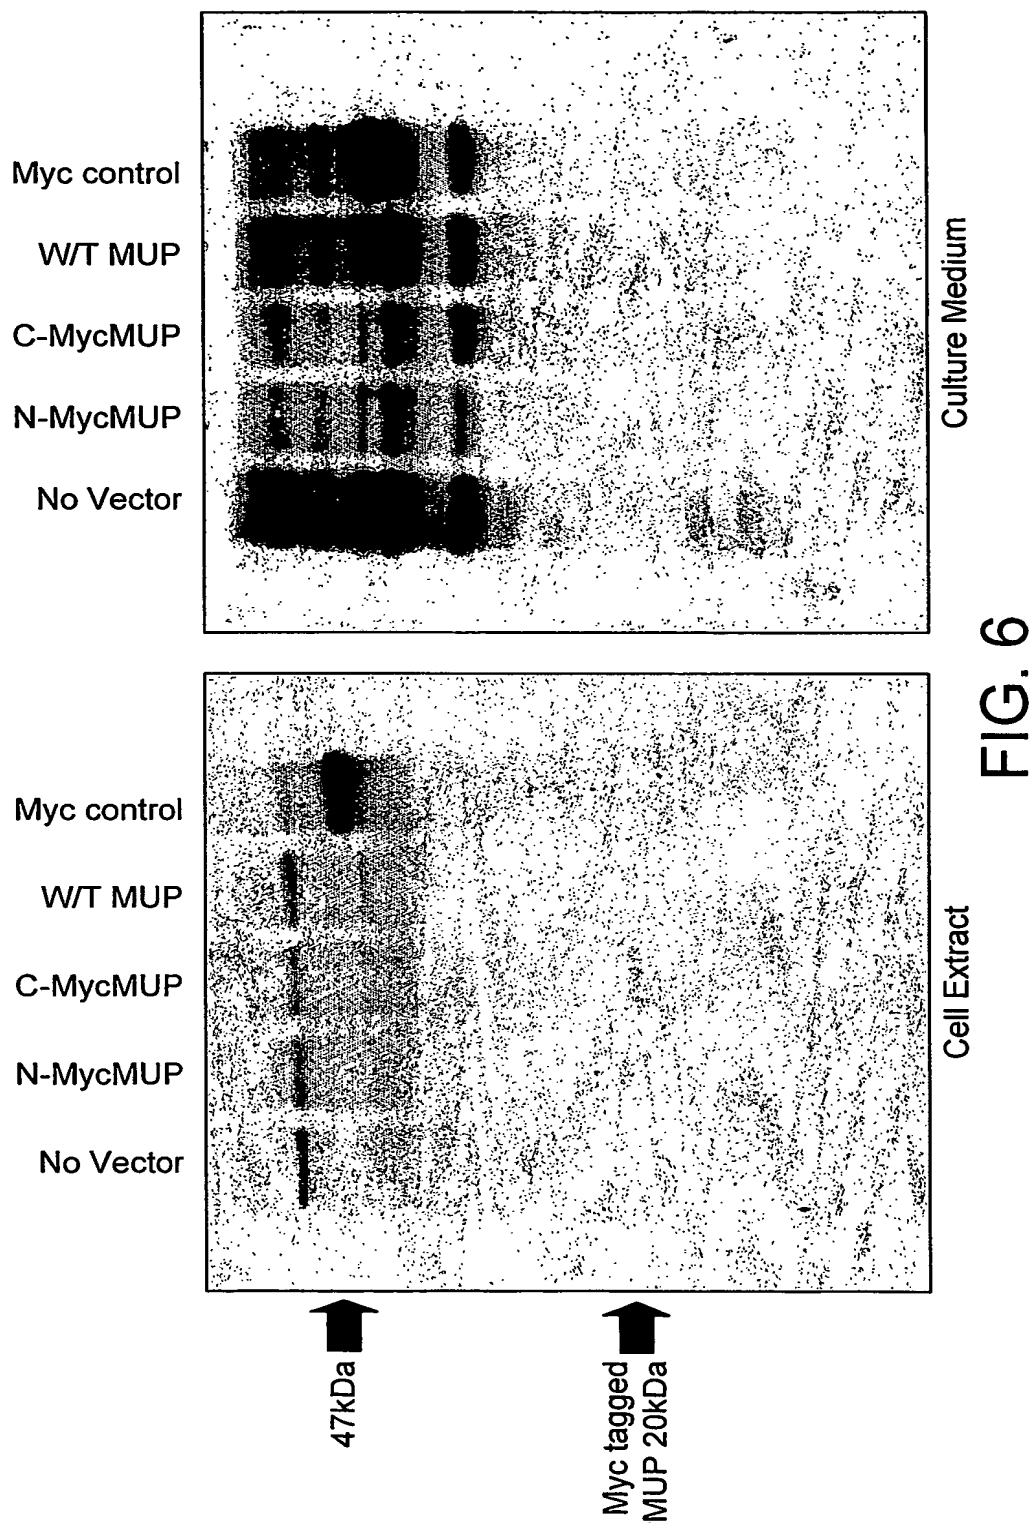 Myc control
W/T MUP
C-MycMUP
N-MycMUP
No Vector
Culture Medium
Myc control
W/T MUP
C-MycMUP
N-MycMUP
No Vector
Cell Extract
47kDa
Myc tagged
MUP 20kDa
FIG. 6